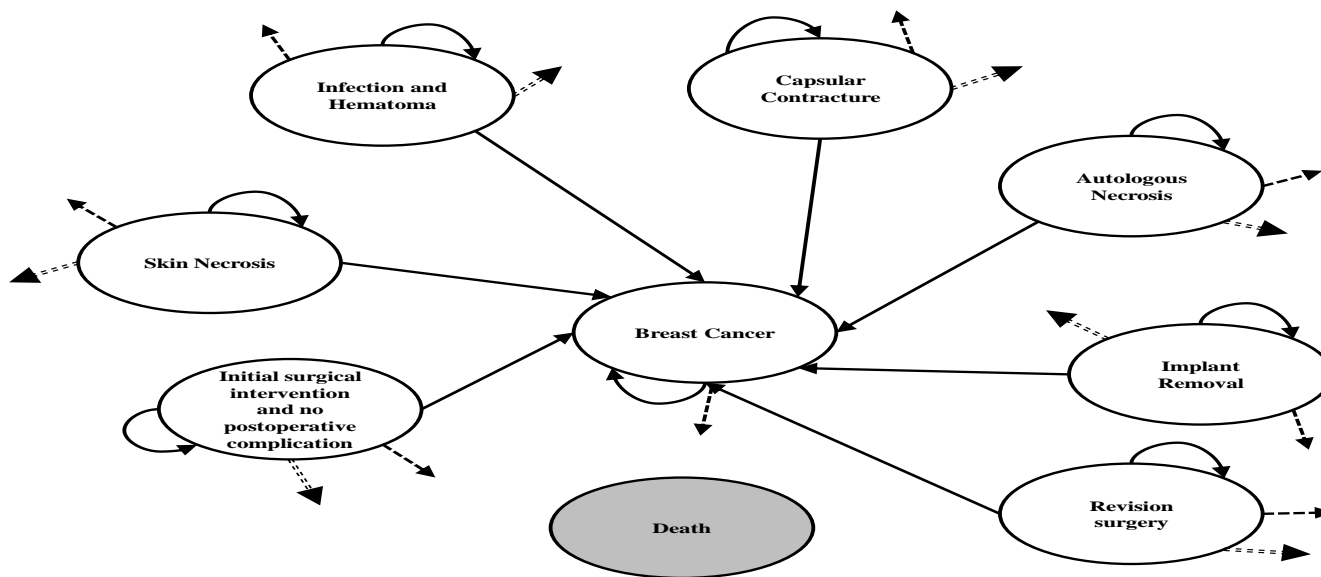 Infection and
Hematoma
Capsular
Contracture
Autologous
Necrosis
Skin Necrosis
Breast Cancer
Implant
Removal
Initial surgical
intervention
and no
postoperative
complication
Revision
surgery
Death